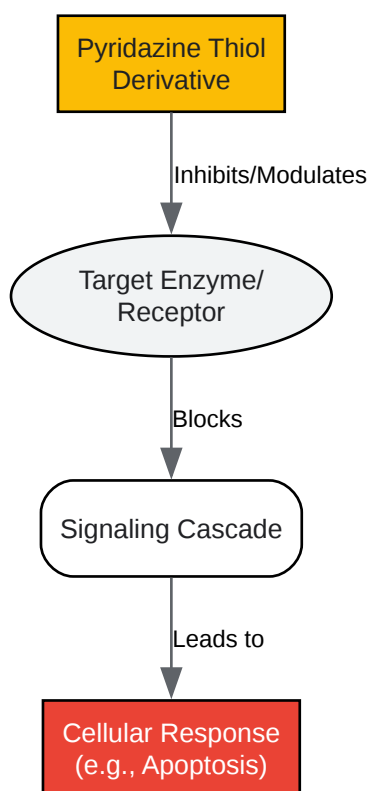 Pyridazine Thiol
Derivative
Inhibits/Modulates
Target Enzyme/
Receptor
Blocks
Signaling Cascade
Leads to
Cellular Response
(e.g., Apoptosis)